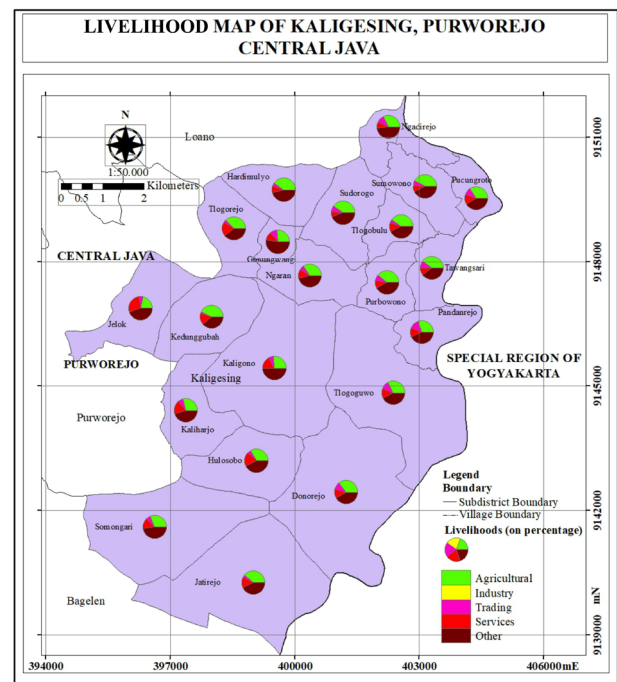 LIVELIHOOD MAP OF KALIGESING, PURWOREJO
CENTRAL JAVA
N
1:50.000
Kilometers
0 0.5 1 2
Loano
Ngadirejo
Hardimulyo
Sudorogo
Sumowono
Pucungroto
Tlogorejo
Tlogobulu
Gunungwang
CENTRAL JAVA
Ngaran
Tawangsari
Purbowono
Jelok
Kedunggubah
Pandanrejo
PURWOREJO
Kaligono
Kaligesing
SPECIAL REGION OF
YOGYAKARTA
Tlogoguwo
Purworejo
Kaliharjo
Hulosobo
Donorejo
Somongari
Jatirejo
Bagelen
Legend
Boundary
Subdistrict Boundary
Village Boundary
Livelihoods (on percentage)
Agricultural
Industry
Trading
Services
Other
9151000
9148000
9145000
9142000
9139000 mN
394000 397000 400000 403000 406000mE